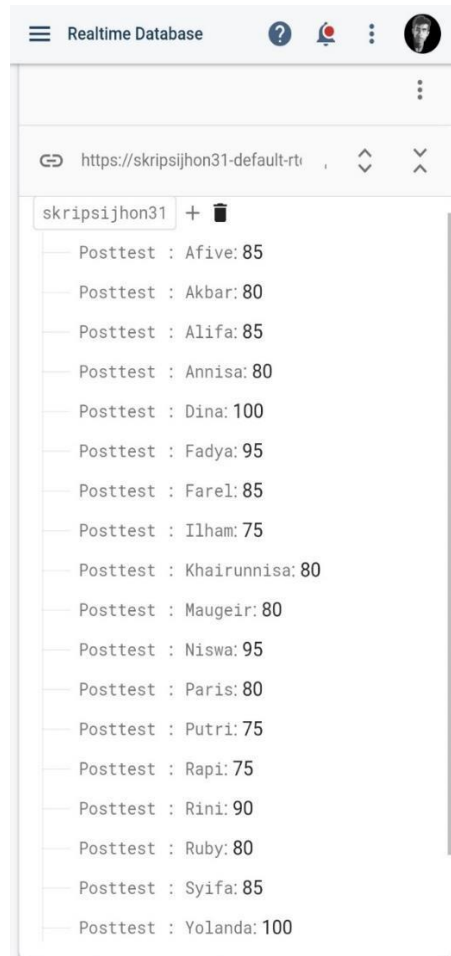 Realtime Database
https://skripsijhon31-default-rt
skripsijhon31
Posttest : Afive: 85
Posttest : Akbar: 80
Posttest : Alifa: 85
Posttest : Annisa: 80
Posttest : Dina: 100
Posttest : Fadya: 95
Posttest : Farel: 85
Posttest : Ilham: 75
Posttest : Khairunnisa: 80
Posttest : Maugeir: 80
Posttest : Niswa: 95
Posttest : Paris: 80
Posttest : Putri: 75
Posttest : Rapi: 75
Posttest : Rini: 90
Posttest : Ruby: 80
Posttest : Syifa: 85
Posttest : Yolanda: 100